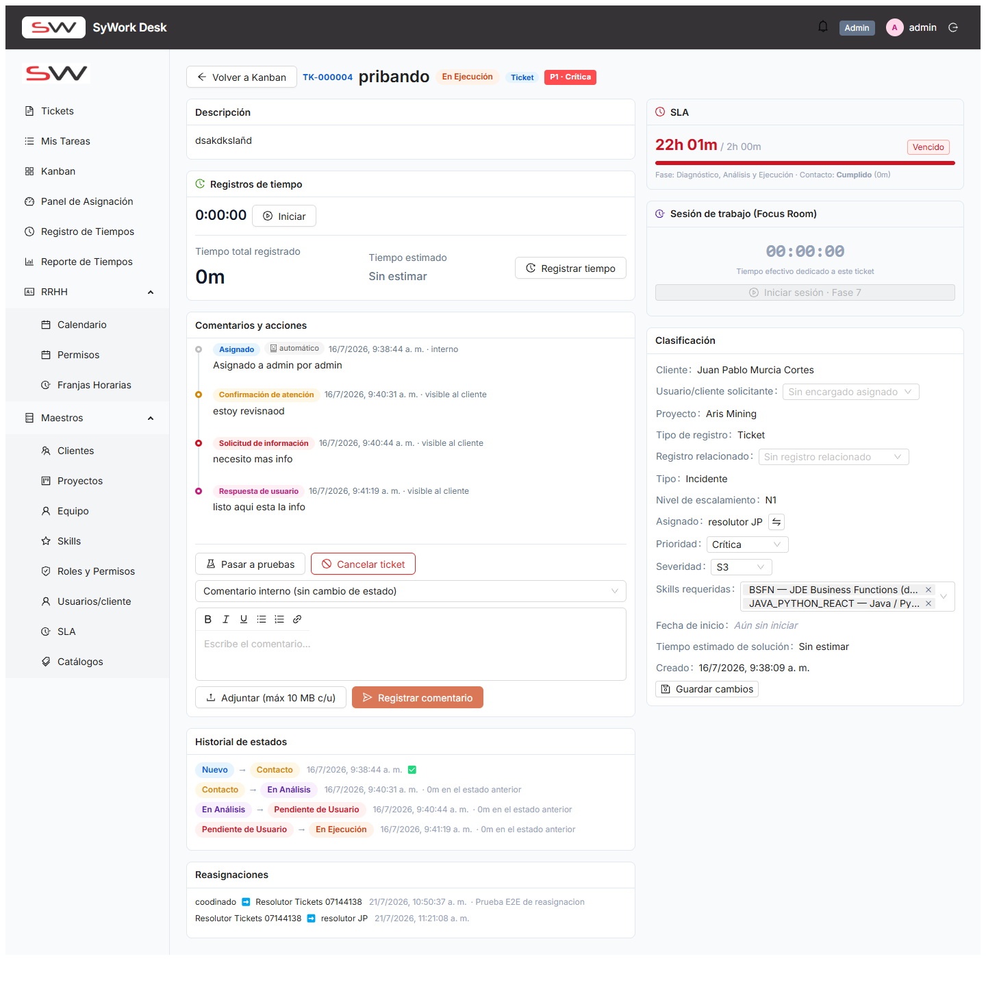 SW SyWork Desk
Admin
A admin
SW
Tickets
Mis Tareas
Kanban
Panel de Asignación
Registro de Tiempos
Reporte de Tiempos
RRHH
Calendario
Permisos
Franjas Horarias
Maestros
Clientes
Proyectos
Equipo
Skills
Roles y Permisos
Usuarios/cliente
SLA
Catálogos
Volver a Kanban TK-000004 pribando En Ejecución Ticket P1 · Crítica
Descripción
dsakdkslañd
Registros de tiempo
0:00:00 Iniciar
Tiempo total registrado
0m
Tiempo estimado
Sin estimar
Registrar tiempo
Comentarios y acciones
Asignado automático 16/7/2026, 9:38:44 a. m. · interno
Asignado a admin por admin
Confirmación de atención 16/7/2026, 9:40:31 a. m. · visible al cliente
estoy revisnaod
Solicitud de información 16/7/2026, 9:40:44 a. m. · visible al cliente
necesito mas info
Respuesta de usuario 16/7/2026, 9:41:19 a. m. · visible al cliente
listo aqui esta la info
Pasar a pruebas Cancelar ticket
Comentario interno (sin cambio de estado)
B I U
Escribe el comentario...
Adjuntar (máx 10 MB c/u) Registrar comentario
Historial de estados
Nuevo → Contacto 16/7/2026, 9:38:44 a. m. ✅
Contacto → En Análisis 16/7/2026, 9:40:31 a. m. · 0m en el estado anterior
En Análisis → Pendiente de Usuario 16/7/2026, 9:40:44 a. m. · 0m en el estado anterior
Pendiente de Usuario → En Ejecución 16/7/2026, 9:41:19 a. m. · 0m en el estado anterior
Reasignaciones
coodinado ➡️ Resolutor Tickets 07144138 21/7/2026, 10:50:37 a. m. · Prueba E2E de reasignacion
Resolutor Tickets 07144138 ➡️ resolutor JP 21/7/2026, 11:21:08 a. m.
SLA
22h 01m / 2h 00m Vencido
Fase: Diagnóstico, Análisis y Ejecución · Contacto: Cumplido (0m)
Sesión de trabajo (Focus Room)
00:00:00
Tiempo efectivo dedicado a este ticket
Iniciar sesión · Fase 7
Clasificación
Cliente: Juan Pablo Murcia Cortes
Usuario/cliente solicitante: Sin encargado asignado
Proyecto: Aris Mining
Tipo de registro: Ticket
Registro relacionado: Sin registro relacionado
Tipo: Incidente
Nivel de escalamiento: N1
Asignado: resolutor JP
Prioridad: Crítica
Severidad: S3
Skills requeridas: BSFN — JDE Business Functions (d...
JAVA_PYTHON_REACT — Java / Py...
Fecha de inicio: Aún sin iniciar
Tiempo estimado de solución: Sin estimar
Creado: 16/7/2026, 9:38:09 a. m.
Guardar cambios